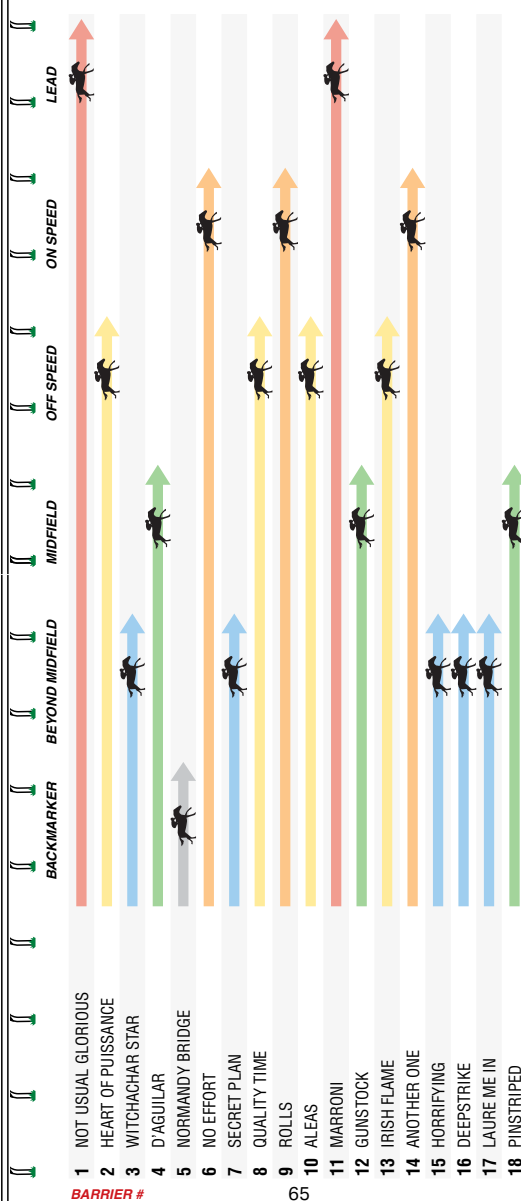 BACKMARKER BEYOND MIDFIELD MIDFIELD OFF SPEED ON SPEED LEAD
1 NOT USUAL GLORIOUS
2 HEART OF PUISSANCE
3 WITCHACHAR STAR
4 D'AGUILAR
5 NORMANDY BRIDGE
6 NO EFFORT
7 SECRET PLAN
8 QUALITY TIME
9 ROLLS
10 ALEAS
11 MARRONI
12 GUNSTOCK
13 IRISH FLAME
14 ANOTHER ONE
15 HORRIFYING
16 DEEPSTRIKE
17 LAURE ME IN
18 PINSTRIPED
BARRIER #
65